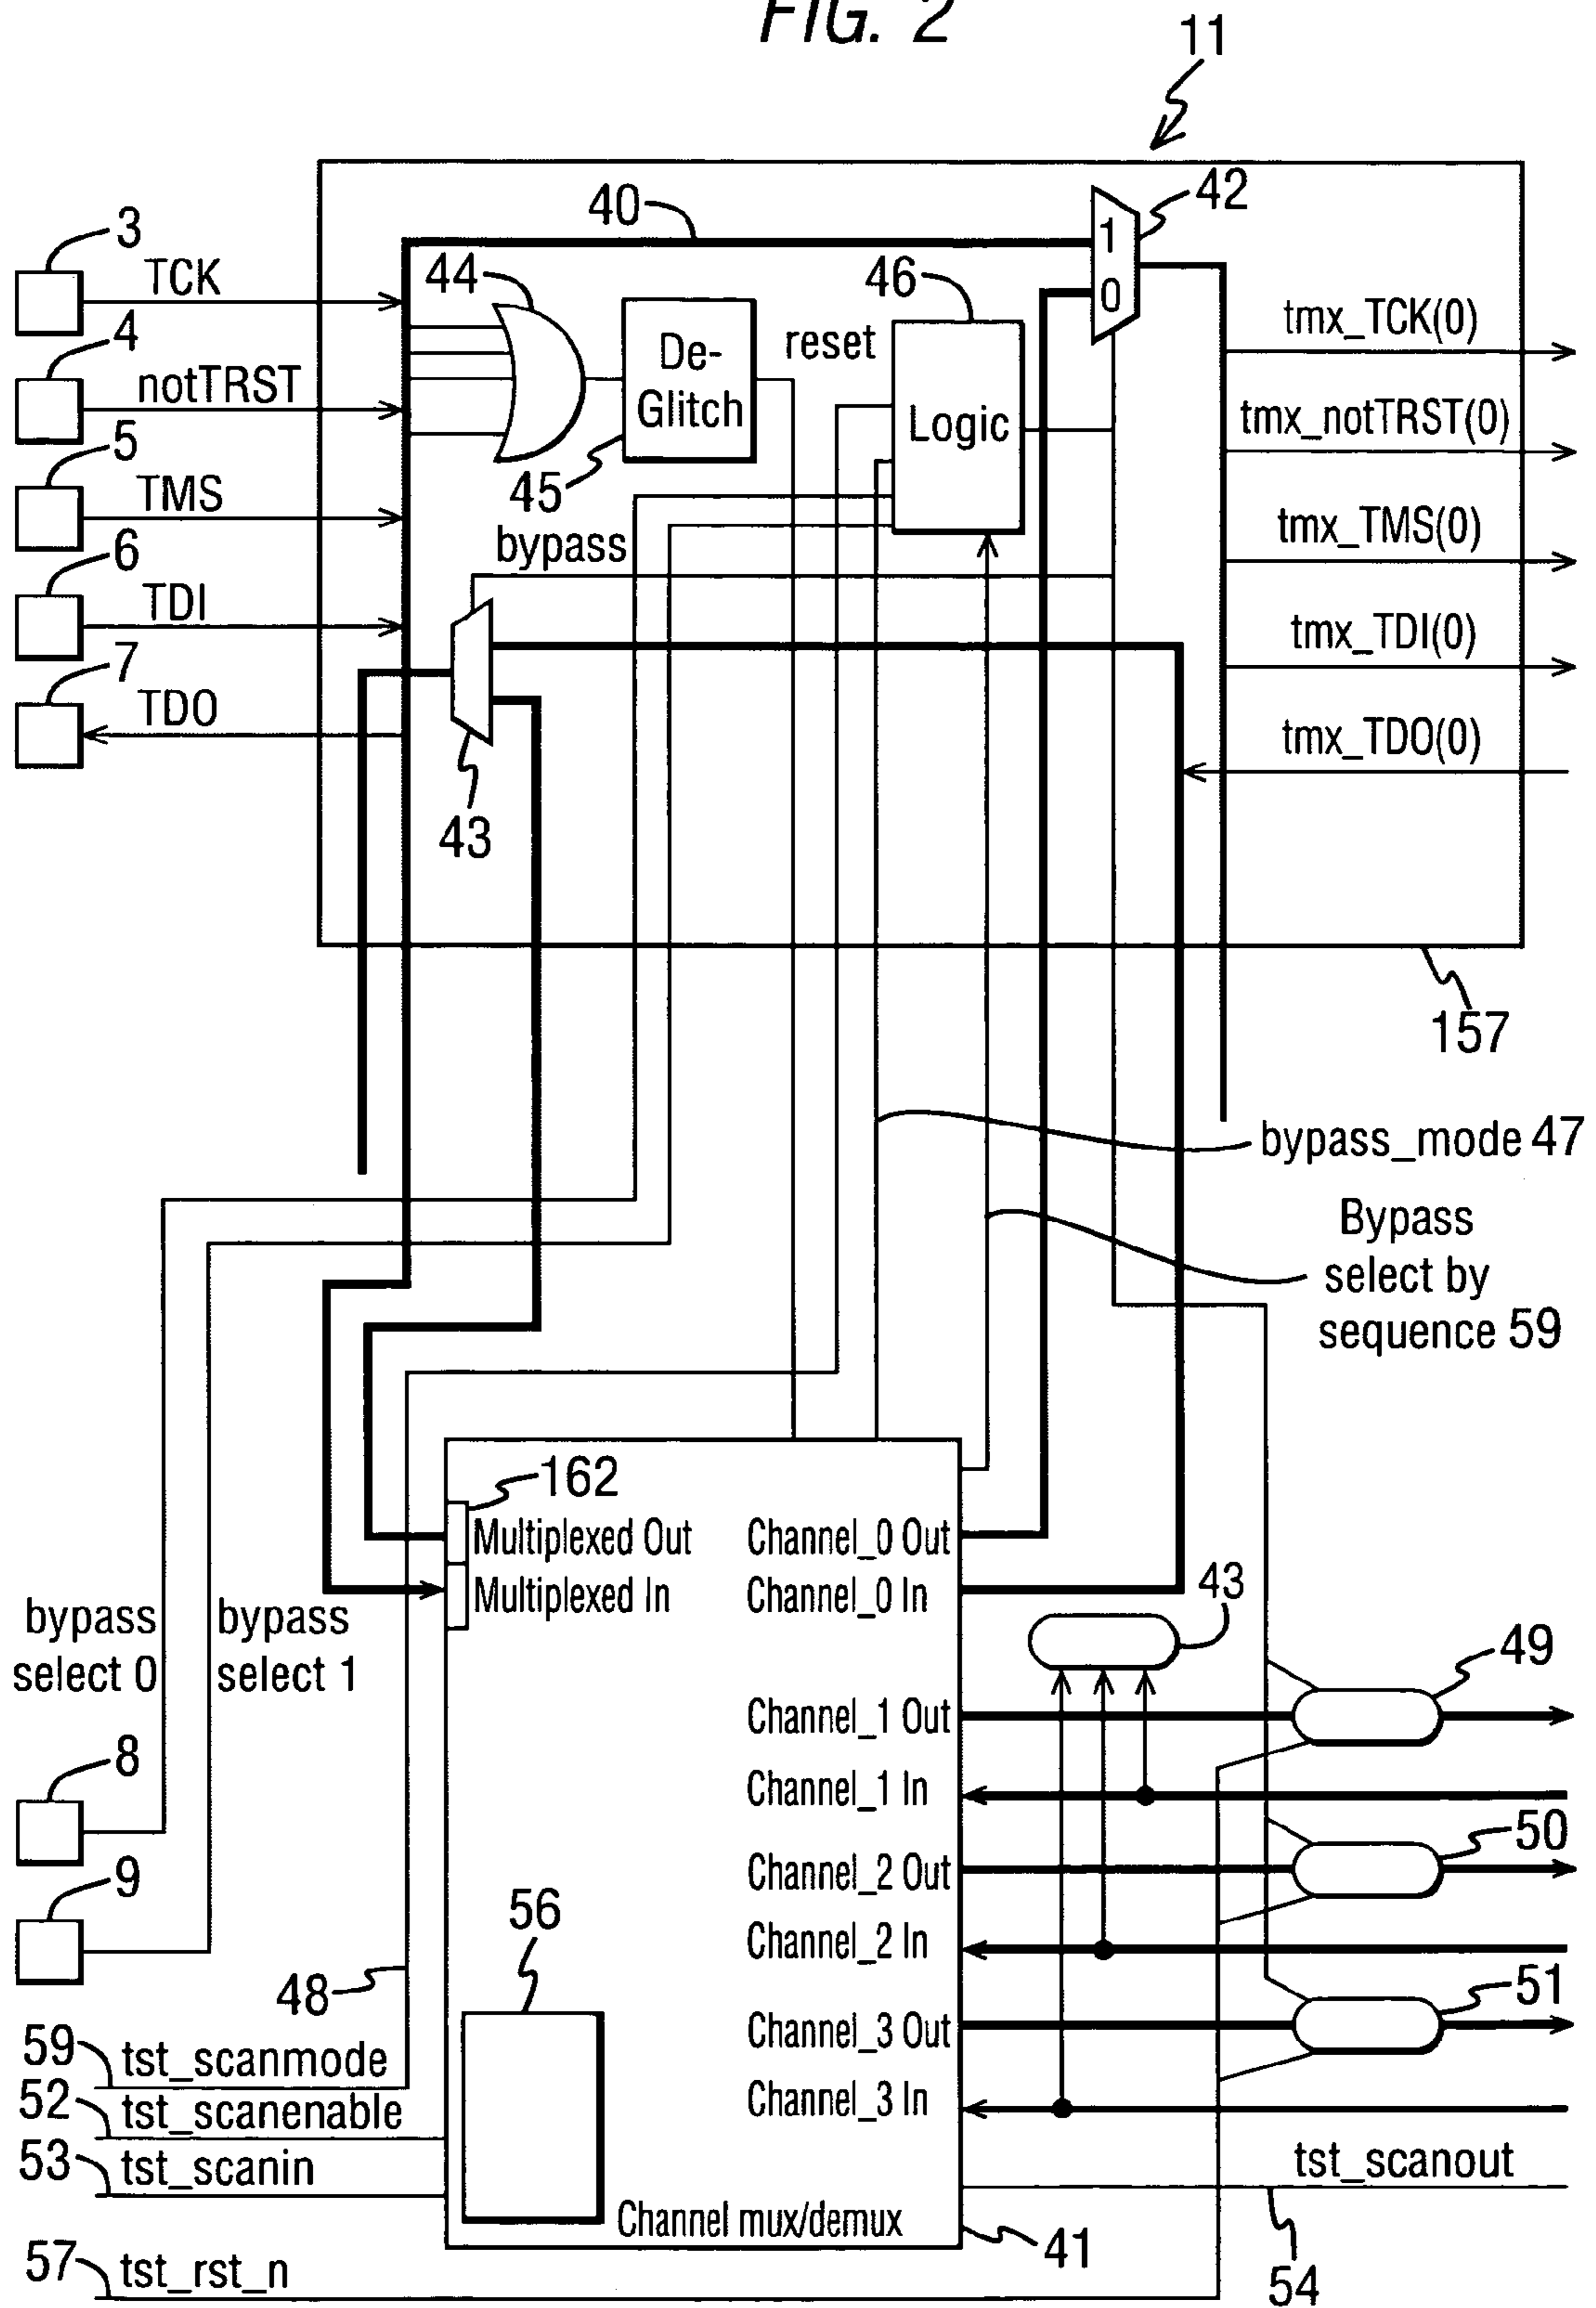 FIG. 2
11
42
40
1
0
3
TCK
44
46
De-
Glitch
reset
Logic
tmx_TCK(0)
4
notTRST
tmx_notTRST(0)
5
TMS
45
bypass
tmx_TMS(0)
6
TDI
tmx_TDI(0)
7
TDO
tmx_TDO(0)
43
157
bypass_mode 47
Bypass
select by
sequence 59
162
Multiplexed Out
Channel_0 Out
Multiplexed In
Channel_0 In
43
bypass
select 0
bypass
select 1
49
Channel_1 Out
8
Channel_1 In
50
9
Channel_2 Out
56
Channel_2 In
48
51
59
tst_scanmode
Channel_3 Out
52
tst_scanenable
Channel_3 In
53
tst_scanin
tst_scanout
Channel mux/demux
41
57
tst_rst_n
54